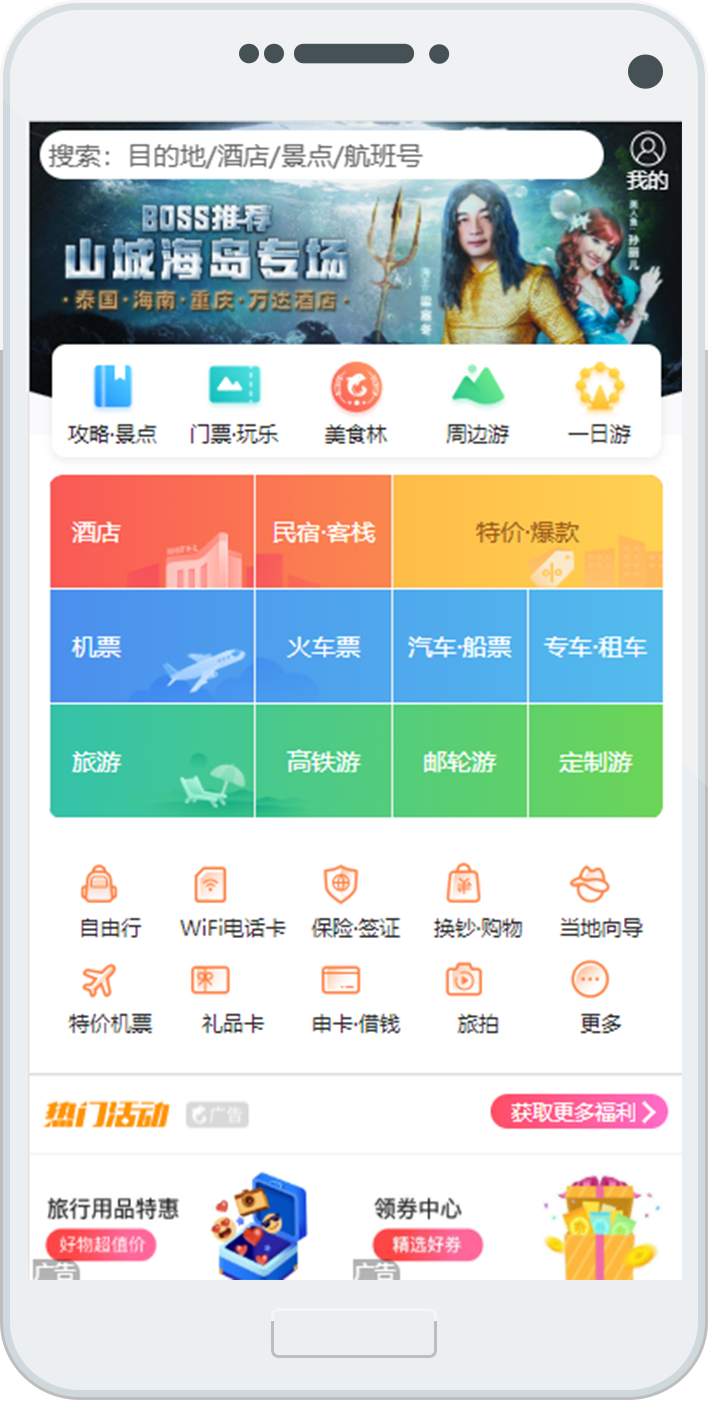 搜索：目的地/酒店/景点/航班号
我的
BOSS推荐
山城海岛专场
·泰国·海南·重庆·万达酒店·
美人鱼：孙丽儿
梁寒冬
攻略·景点 门票·玩乐 美食林 周边游 一日游
酒店 民宿·客栈 特价·爆款
机票 火车票 汽车·船票 专车·租车
旅游 高铁游 邮轮游 定制游
自由行 WiFi电话卡 保险·签证 换钞·购物 当地向导
特价机票 礼品卡 申卡·借钱 旅拍 更多
热门活动 广告 获取更多福利
旅行用品特惠 领券中心
好物超值价 精选好券
广告 广告